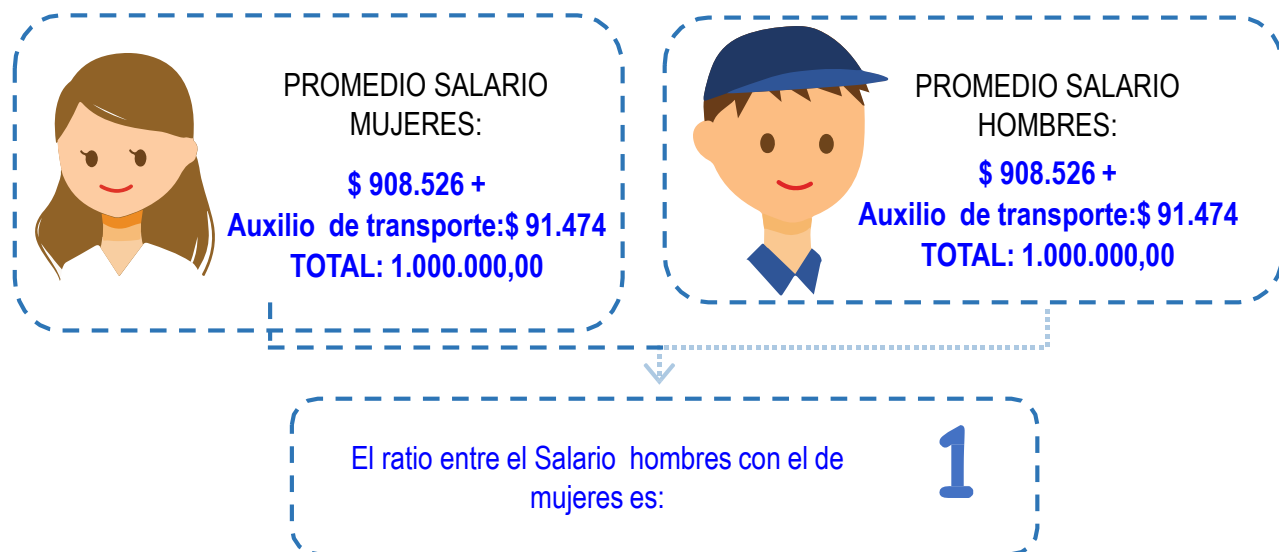 PROMEDIO SALARIO
MUJERES:
$ 908.526 +
Auxilio de transporte:$ 91.474
TOTAL: 1.000.000,00
PROMEDIO SALARIO
HOMBRES:
$ 908.526 +
Auxilio de transporte:$ 91.474
TOTAL: 1.000.000,00
El ratio entre el Salario hombres con el de
mujeres es:
1